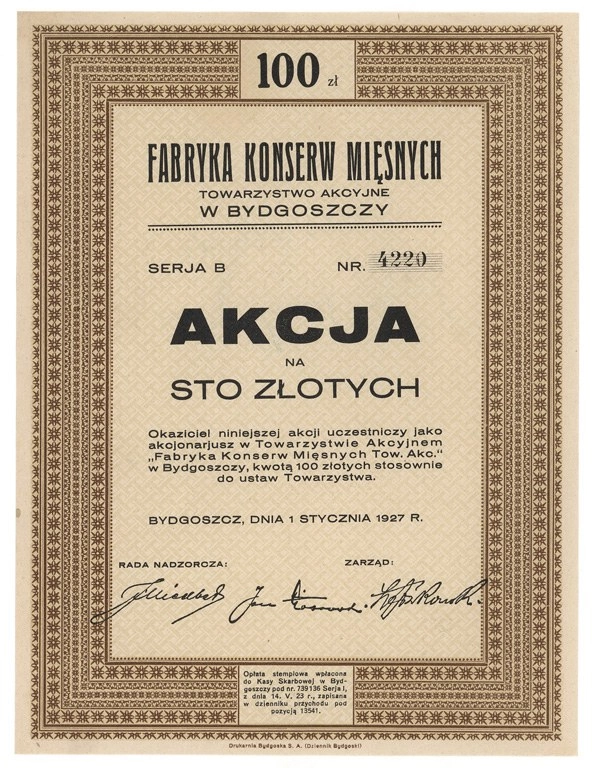 100 zł
FABRYKA KONSERW MIĘSNYCH
TOWARZYSTWO AKCYJNE
W BYDGOSZCZY
SERJA B NR. 4220
AKCJA
NA
STO ZŁOTYCH
Okaziciel niniejszej akcji uczestniczy jako
akcjonarjusz w Towarzystwie Akcyjnem
„Fabryka Konserw Mięsnych Tow. Akc."
w Bydgoszczy, kwotą 100 złotych stosownie
do ustaw Towarzystwa.
BYDGOSZCZ, DNIA 1 STYCZNIA 1927 R.
RADA NADZORCZA: ZARZĄD:
Opłata stemplowa wpłacona
do Kasy Skarbowej w Byd-
goszczy pod nr. 739136 Serja I,
z dnia 14. V. 23 r., zapisana
w dzienniku przychodu pod
pozycją 13541.
Drukarnia Bydgoska S. A. (Dziennik Bydgoski)